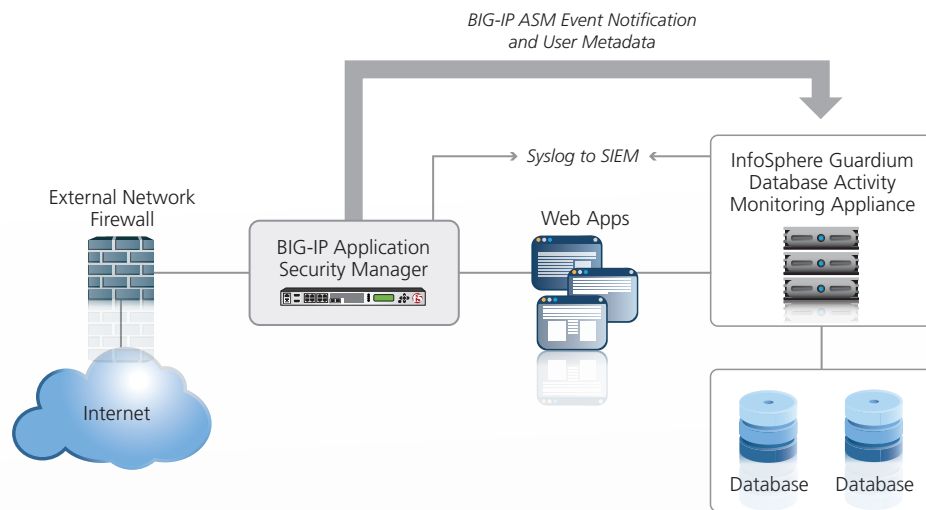 BIG-IP ASM Event Notification
and User Metadata
Syslog to SIEM
InfoSphere Guardium
Database Activity
Monitoring Appliance
External Network
Firewall
Web Apps
BIG-IP Application
Security Manager
Internet
Database
Database